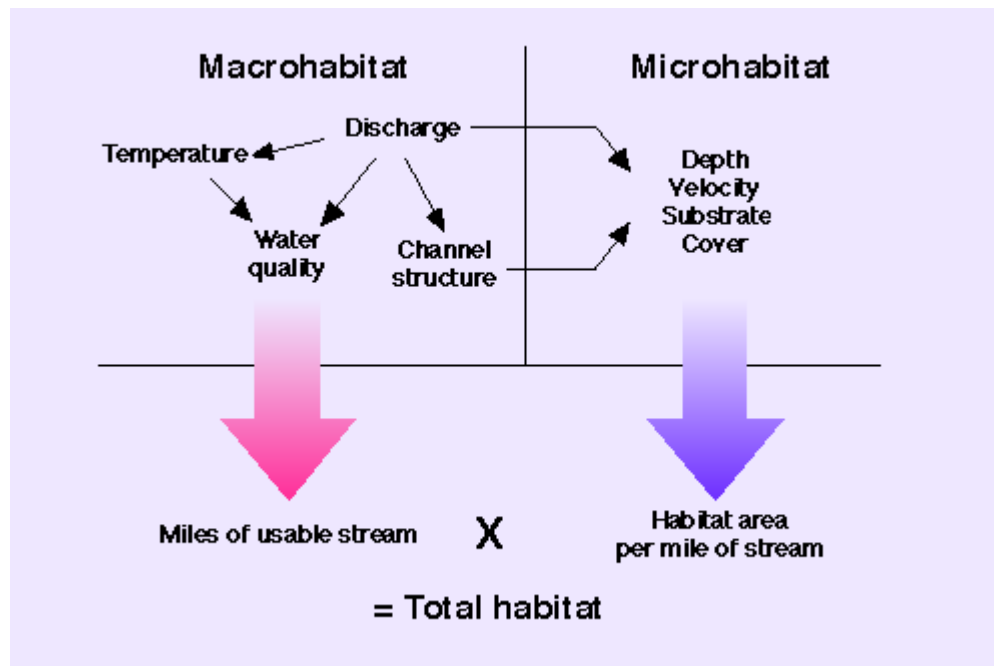 Macrohabitat
Microhabitat
Discharge
Temperature
Water
quality
Channel
structure
Depth
Velocity
Substrate
Cover
Miles of usable stream
X
Habitat area
per mile of stream
= Total habitat